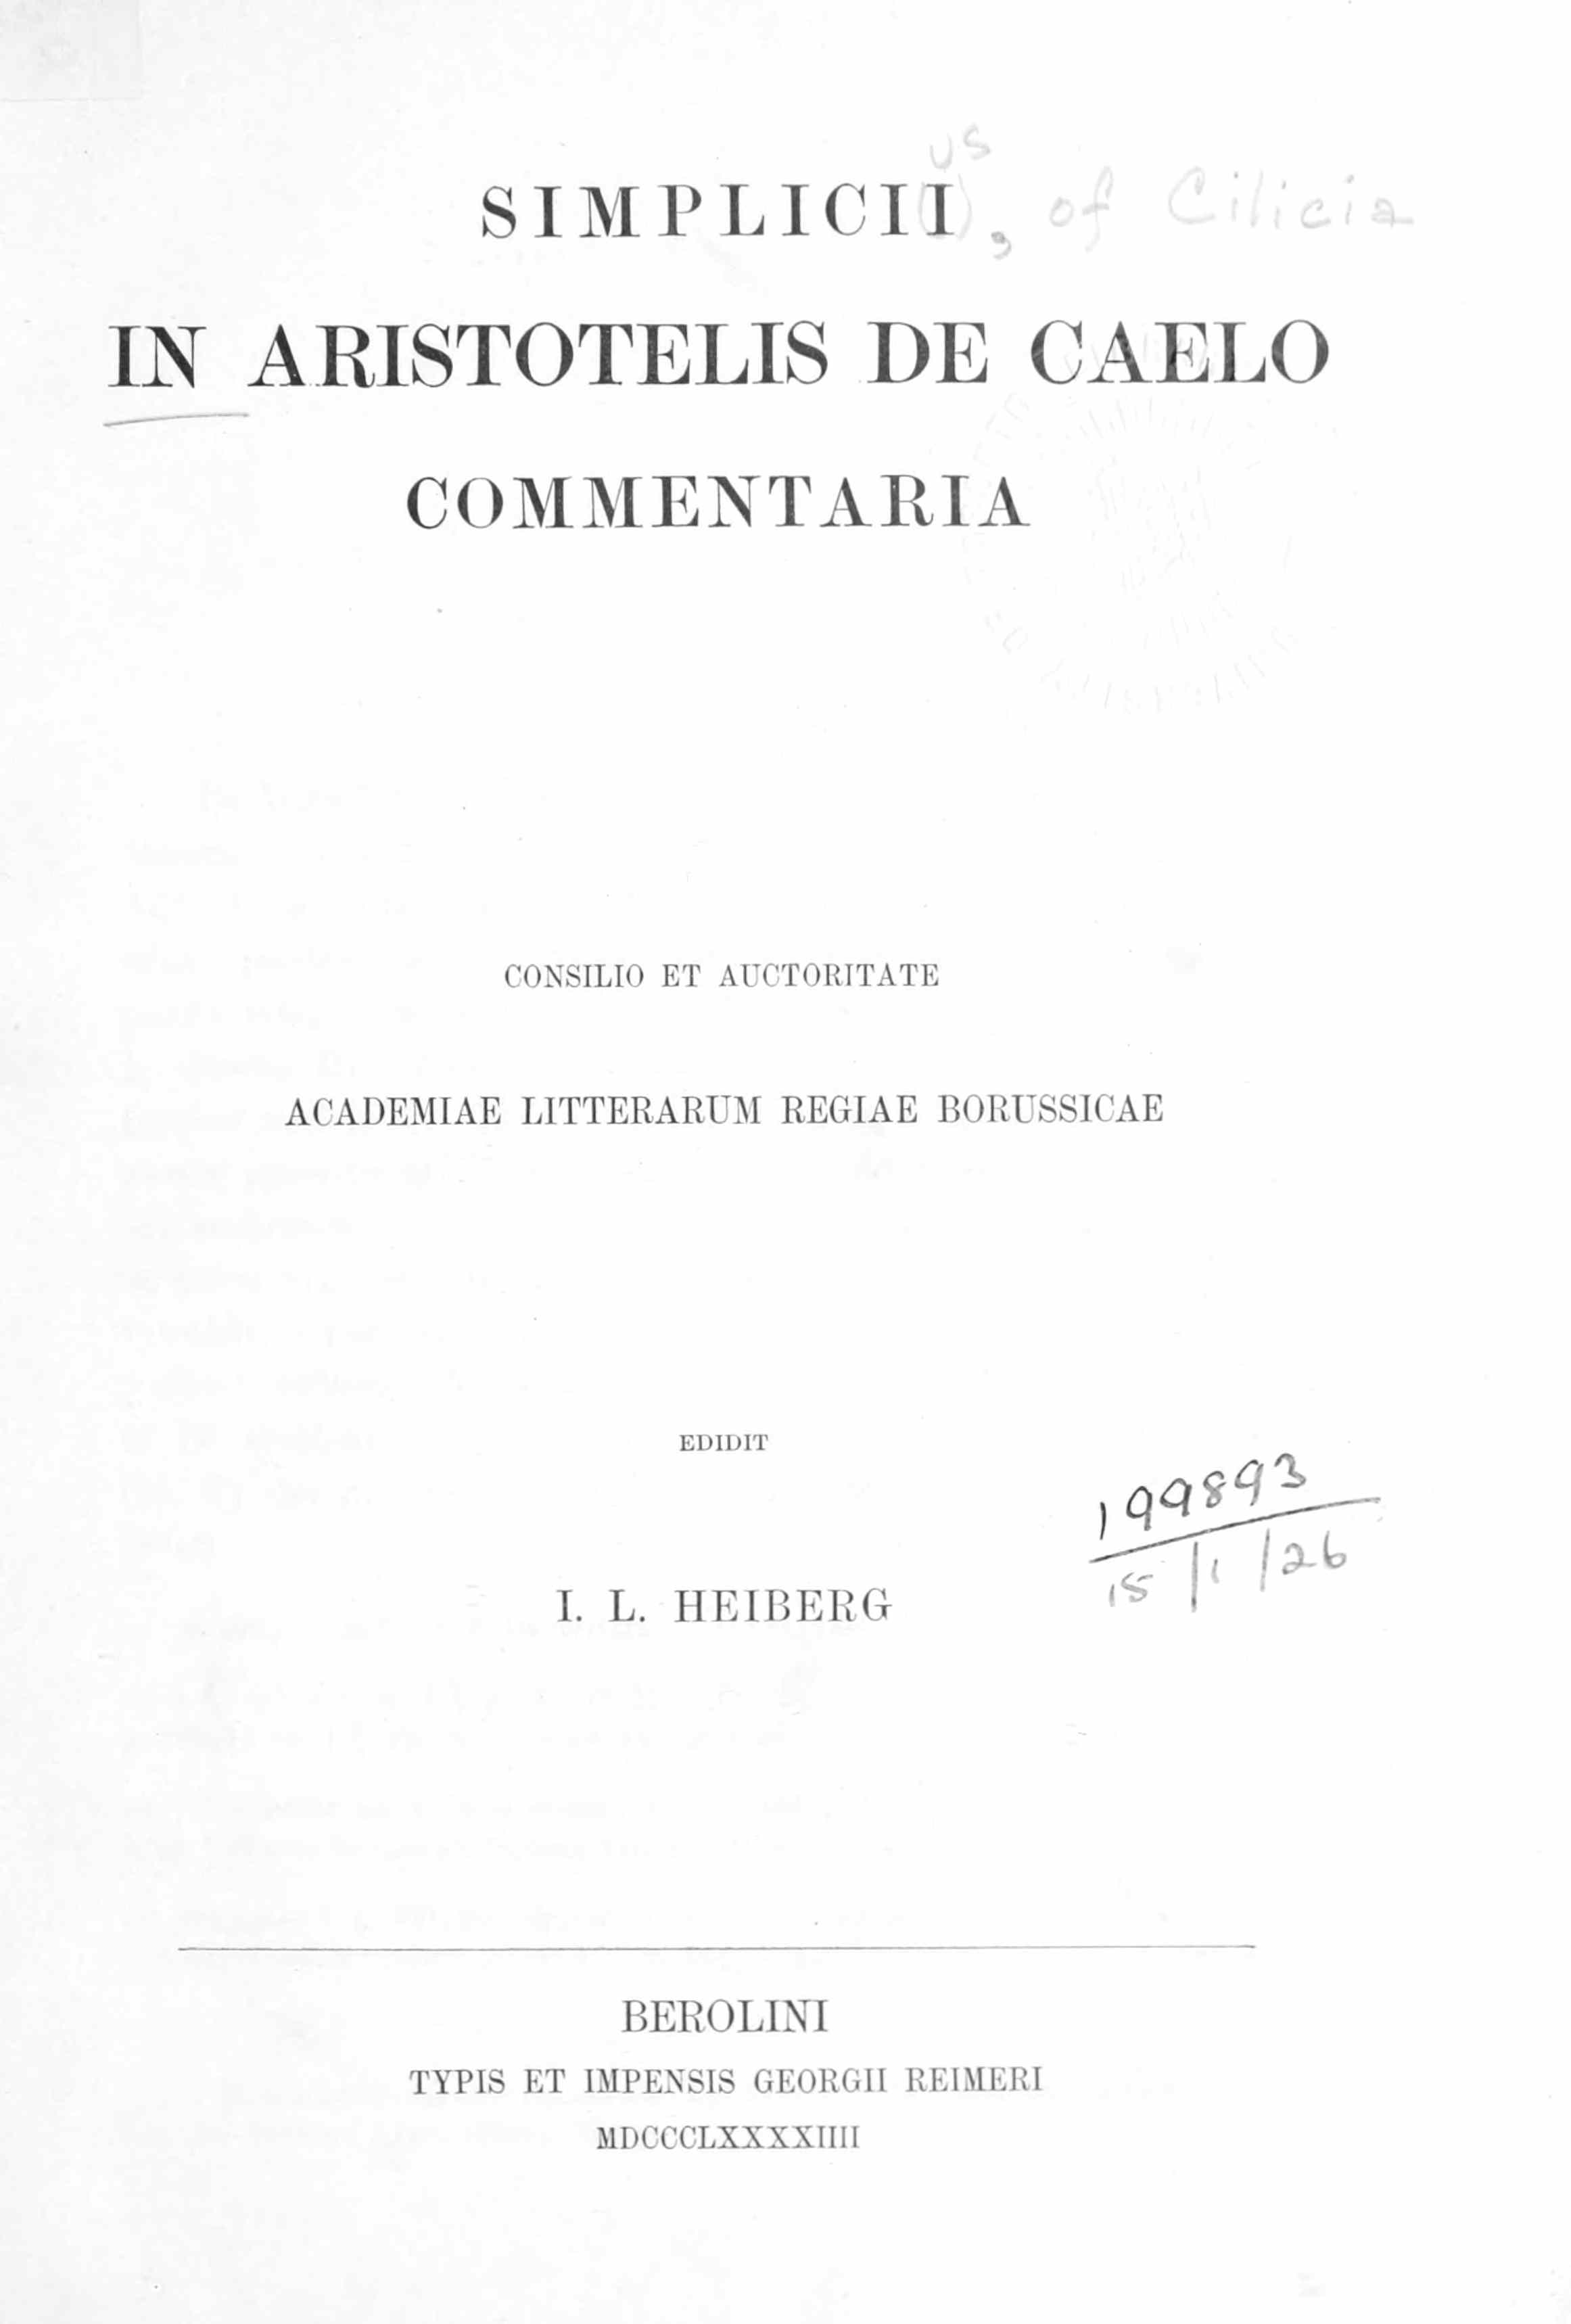 us
SIMPLICII, of Cilicia
IN ARISTOTELIS DE CAELO
COMMENTARIA
CONSILIO ET AUCTORITATE
ACADEMIAE LITTERARUM REGIAE BORUSSICAE
EDIDIT
199893
15/1/26
I. L. HEIBERG
BEROLINI
TYPIS ET IMPENSIS GEORGII REIMERI
MDCCCLXXXXIIII